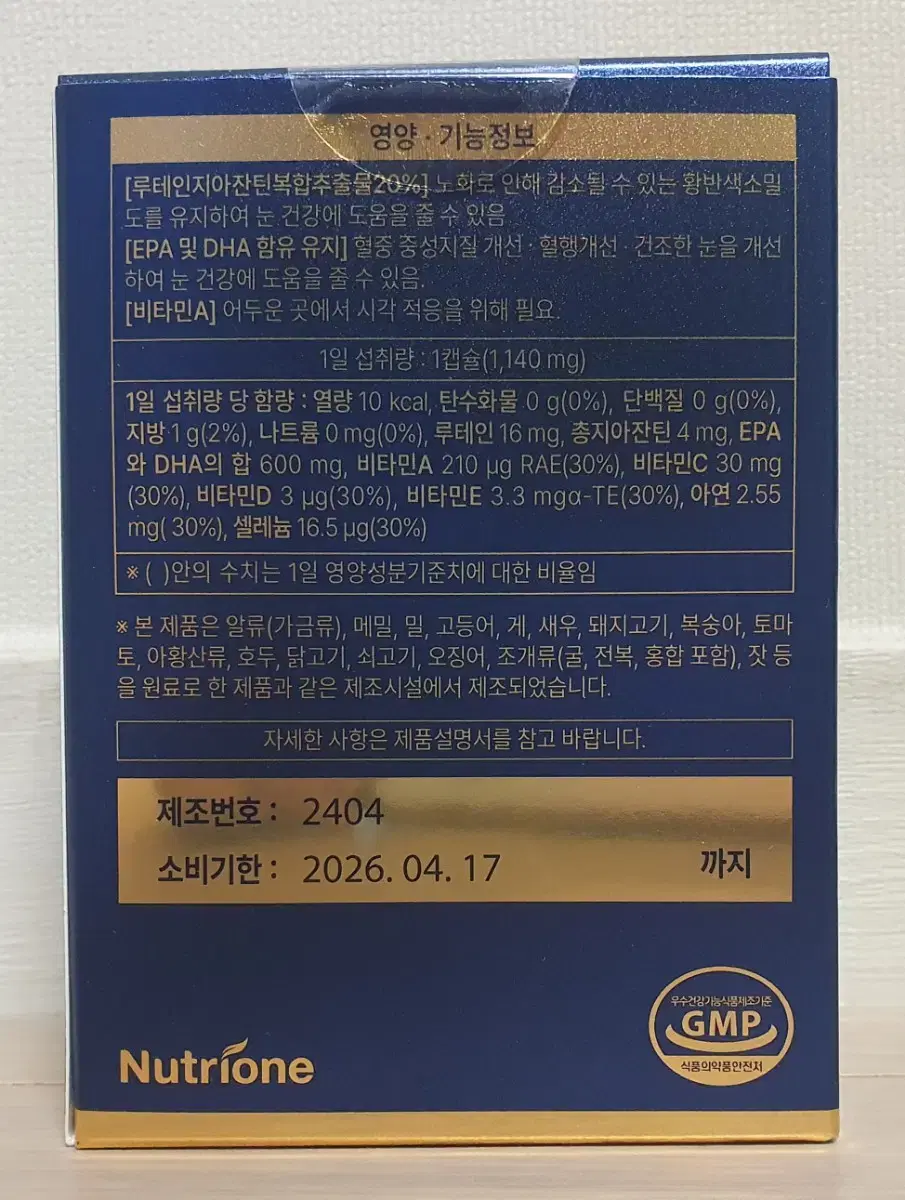 영양 · 기능정보
[루테인지아잔틴복합추출물20%] 노화로 인해 감소될 수 있는 황반색소밀
도를 유지하여 눈 건강에 도움을 줄 수 있음
[EPA 및 DHA 함유 유지] 혈중 중성지질 개선 · 혈행개선 · 건조한 눈을 개선
하여 눈 건강에 도움을 줄 수 있음.
[비타민A] 어두운 곳에서 시각 적응을 위해 필요.
1일 섭취량 : 1캡슐(1,140 mg)
1일 섭취량 당 함량 : 열량 10 kcal, 탄수화물 0 g(0%), 단백질 0 g(0%),
지방 1 g(2%), 나트륨 0 mg(0%), 루테인 16 mg, 총지아잔틴 4 mg, EPA
와 DHA의 합 600 mg, 비타민A 210 μg RAE(30%), 비타민C 30 mg
(30%), 비타민D 3 μg(30%), 비타민E 3.3 mgα-TE(30%), 아연 2.55
mg( 30%), 셀레늄 16.5 μg(30%)
※ ( )안의 수치는 1일 영양성분기준치에 대한 비율임
※ 본 제품은 알류(가금류), 메밀, 밀, 고등어, 게, 새우, 돼지고기, 복숭아, 토마
토, 아황산류, 호두, 닭고기, 쇠고기, 오징어, 조개류(굴, 전복, 홍합 포함), 잣 등
을 원료로 한 제품과 같은 제조시설에서 제조되었습니다.
자세한 사항은 제품설명서를 참고 바랍니다.
제조번호 : 2404
소비기한 : 2026. 04. 17 까지
우수건강기능식품제조기준
GMP
식품의약품안전처
Nutrione